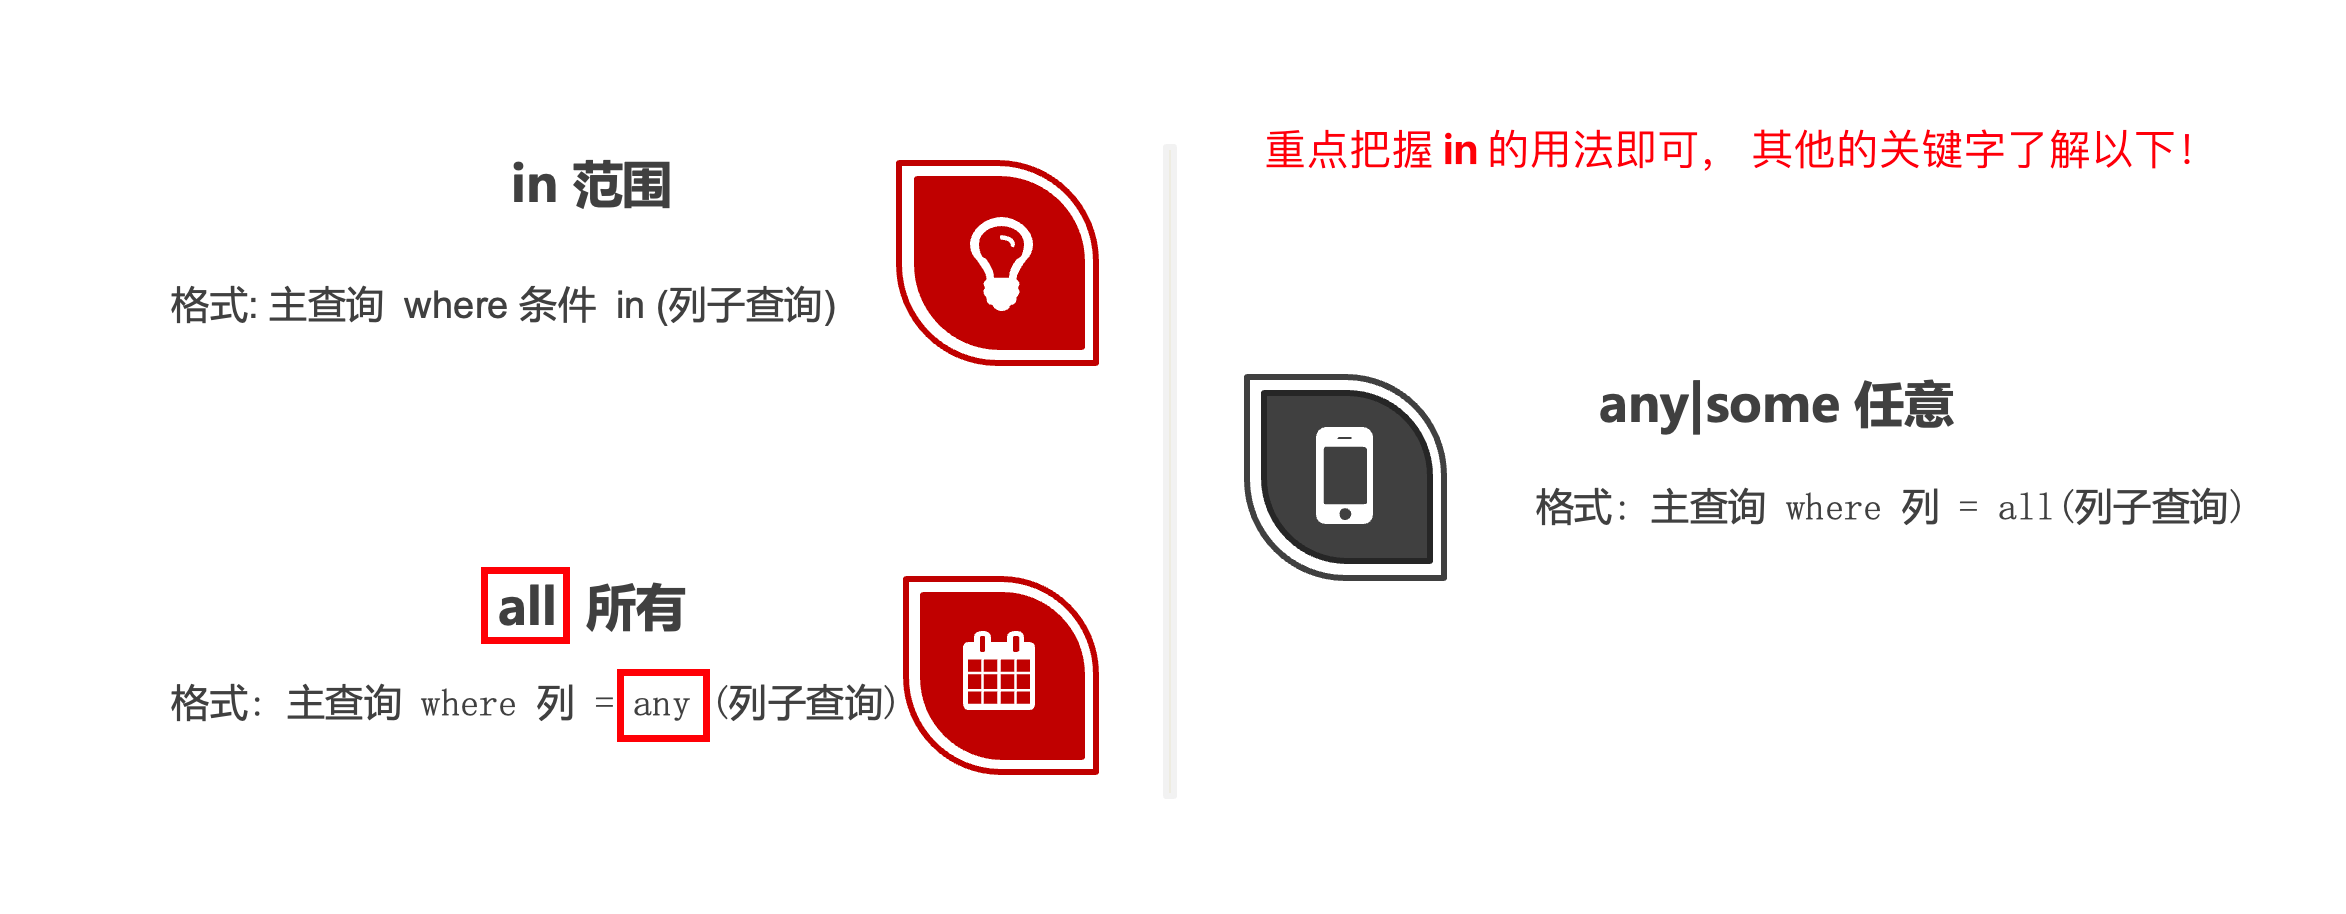 in 范围
格式: 主查询 where 条件 in (列子查询)
all 所有
格式: 主查询 where 列 = any (列子查询)
重点把握 in 的用法即可， 其他的关键字了解以下！
any|some 任意
格式: 主查询 where 列 = all(列子查询)